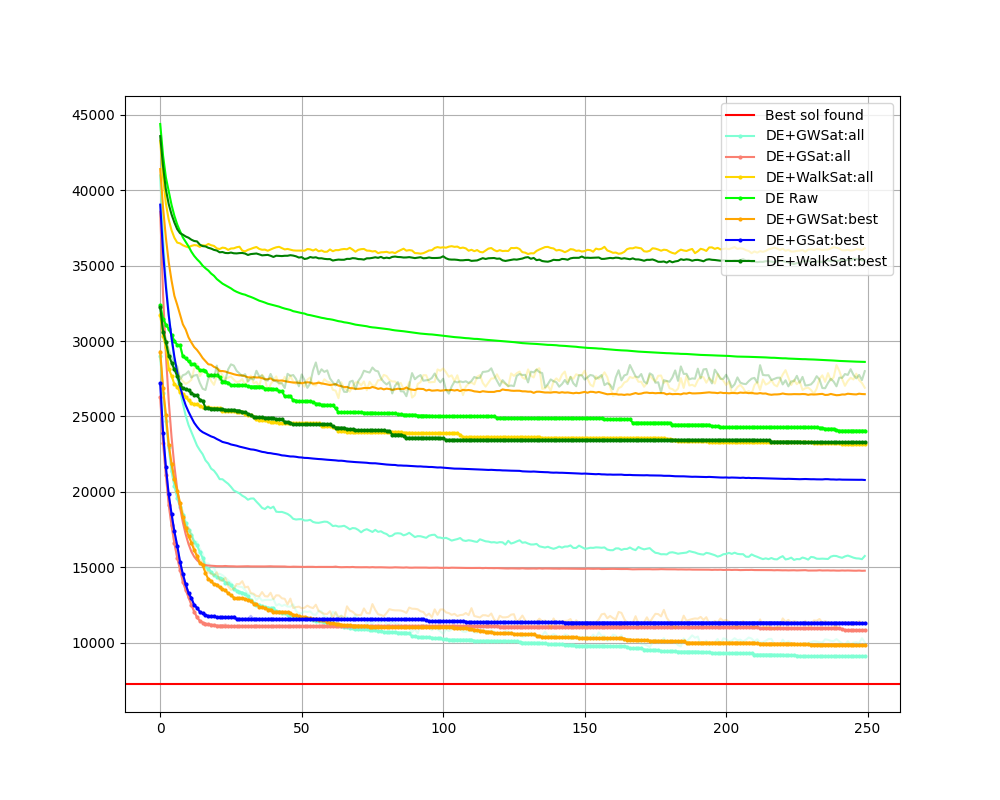 45000
40000
35000
30000
25000
20000
15000
10000
0 50 100 150 200 250
Best sol found
DE+GWSat:all
DE+GSat:all
DE+WalkSat:all
DE Raw
DE+GWSat:best
DE+GSat:best
DE+WalkSat:best